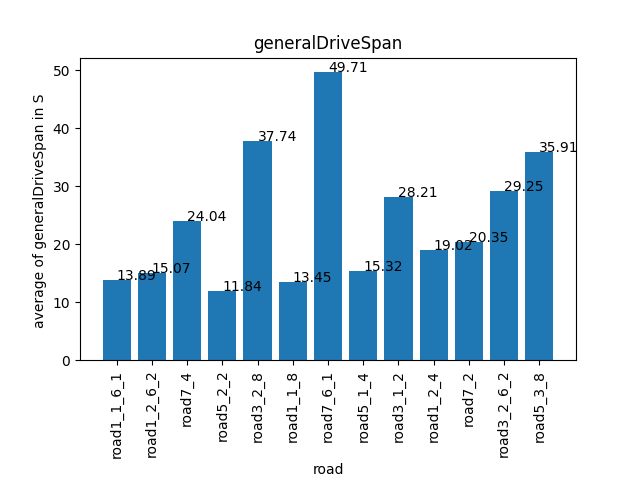 generalDriveSpan
average of generalDriveSpan in S
50
40
30
20
10
0
13.89
15.07
24.04
11.84
37.74
13.45
49.71
15.32
28.21
19.02
20.35
29.25
35.91
road1_1_6_1
road1_2_6_2
road7_4
road5_2_2
road3_2_8
road1_1_8
road7_6_1
road5_1_4
road3_1_2
road1_2_4
road7_2
road3_2_6_2
road5_3_8
road